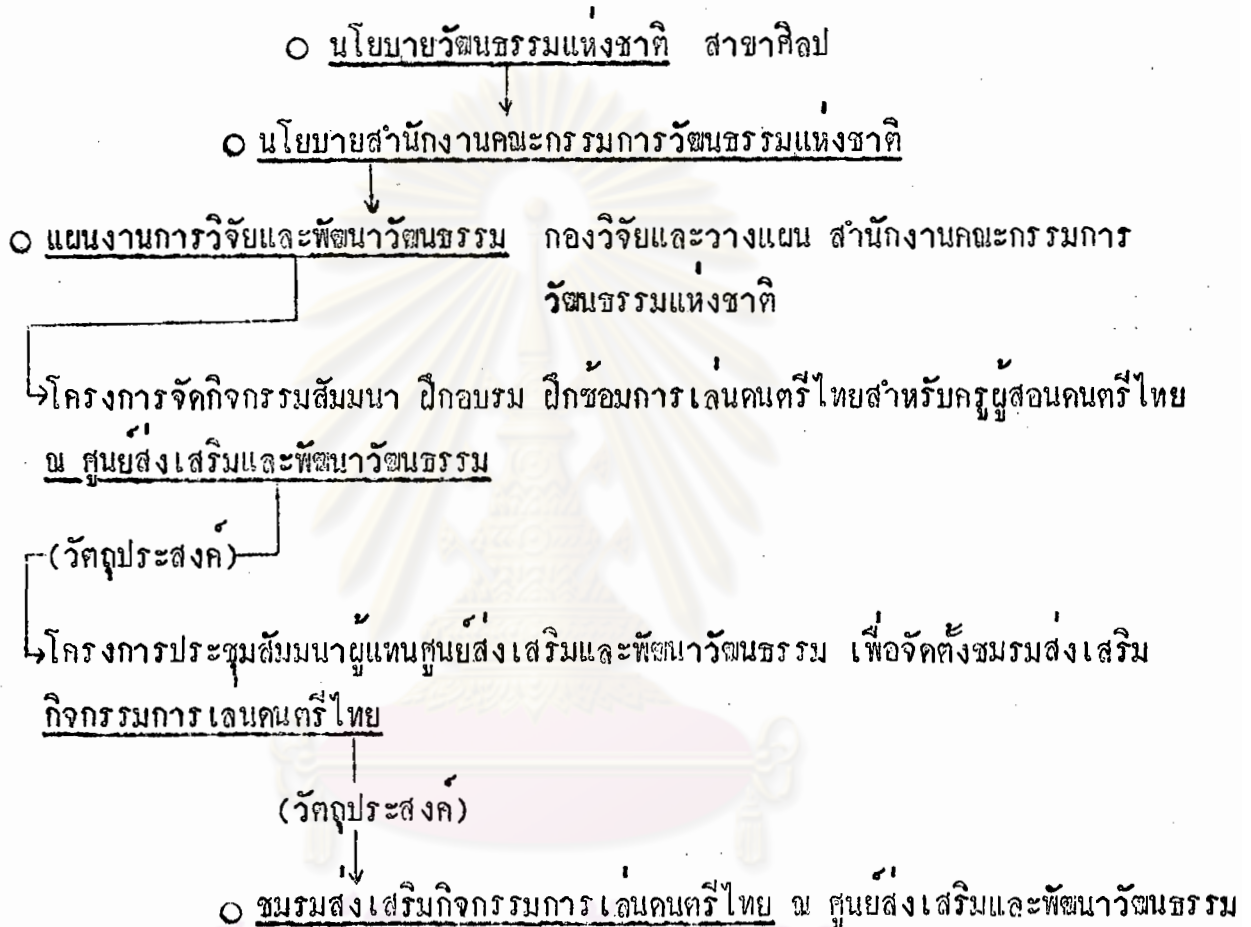 ○ นโยบายวัฒนธรรมแห่งชาติ สาขาศิลป
○ นโยบายสำนักงานคณะกรรมการวัฒนธรรมแห่งชาติ
○ แผนงานการวิจัยและพัฒนาวัฒนธรรม กองวิจัยและวางแผน สำนักงานคณะกรรมการ
วัฒนธรรมแห่งชาติ
โครงการจัดกิจกรรมสัมมนา ฝึกอบรม ฝึกซ้อมการเล่นดนตรีไทยสำหรับครูผู้สอนดนตรีไทย
ณ ศูนย์ส่งเสริมและพัฒนาวัฒนธรรม
(วัตถุประสงค์)
โครงการประชุมสัมมนาผู้แทนศูนย์ส่งเสริมและพัฒนาวัฒนธรรม เพื่อจัดตั้งชมรมส่งเสริม
กิจกรรมการเลนดนตรีไทย
(วัตถุประสงค์)
○ ชมรมส่งเสริมกิจกรรมการเล่นดนตรีไทย ณ ศูนย์ส่งเสริมและพัฒนาวัฒนธรรม